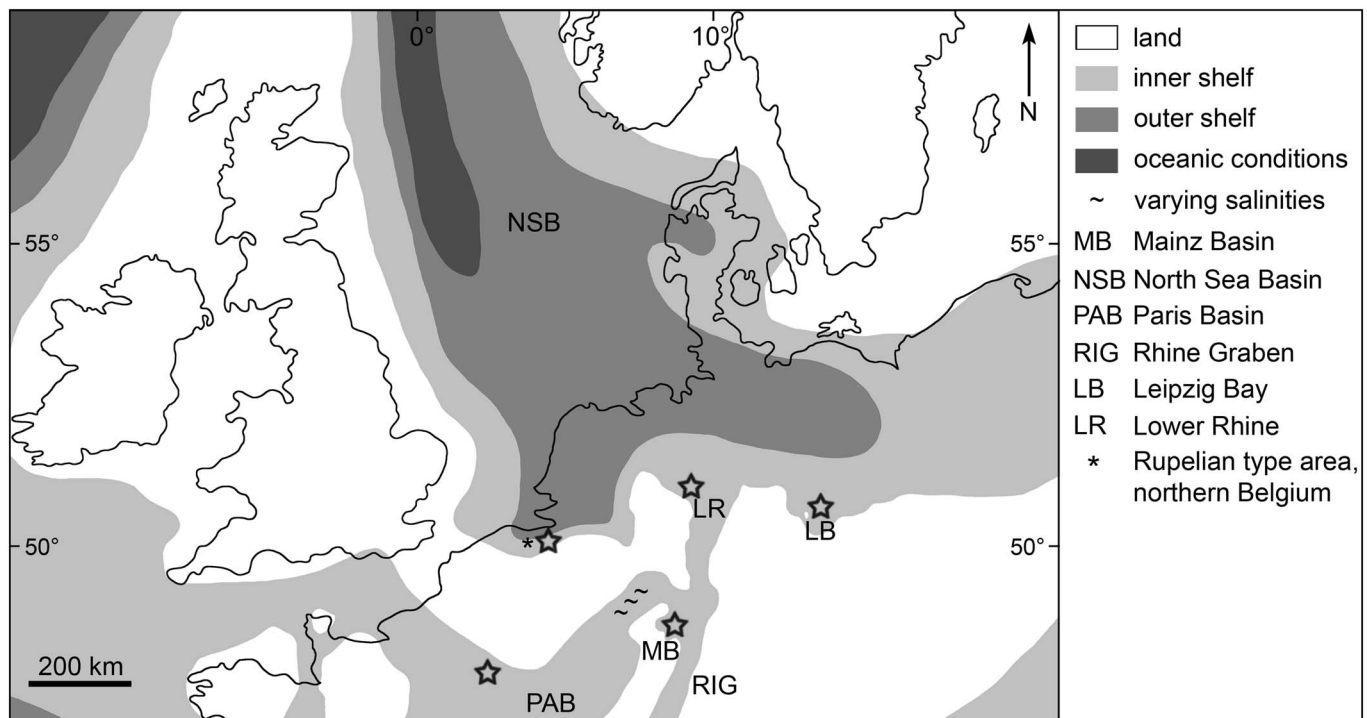 0°
10°
N
NSB
55°
55°
LR
LB
*
50°
50°
MB
200 km
PAB
RIG
land
inner shelf
outer shelf
oceanic conditions
~ varying salinities
MB Mainz Basin
NSB North Sea Basin
PAB Paris Basin
RIG Rhine Graben
LB Leipzig Bay
LR Lower Rhine
* Rupelian type area,
northern Belgium